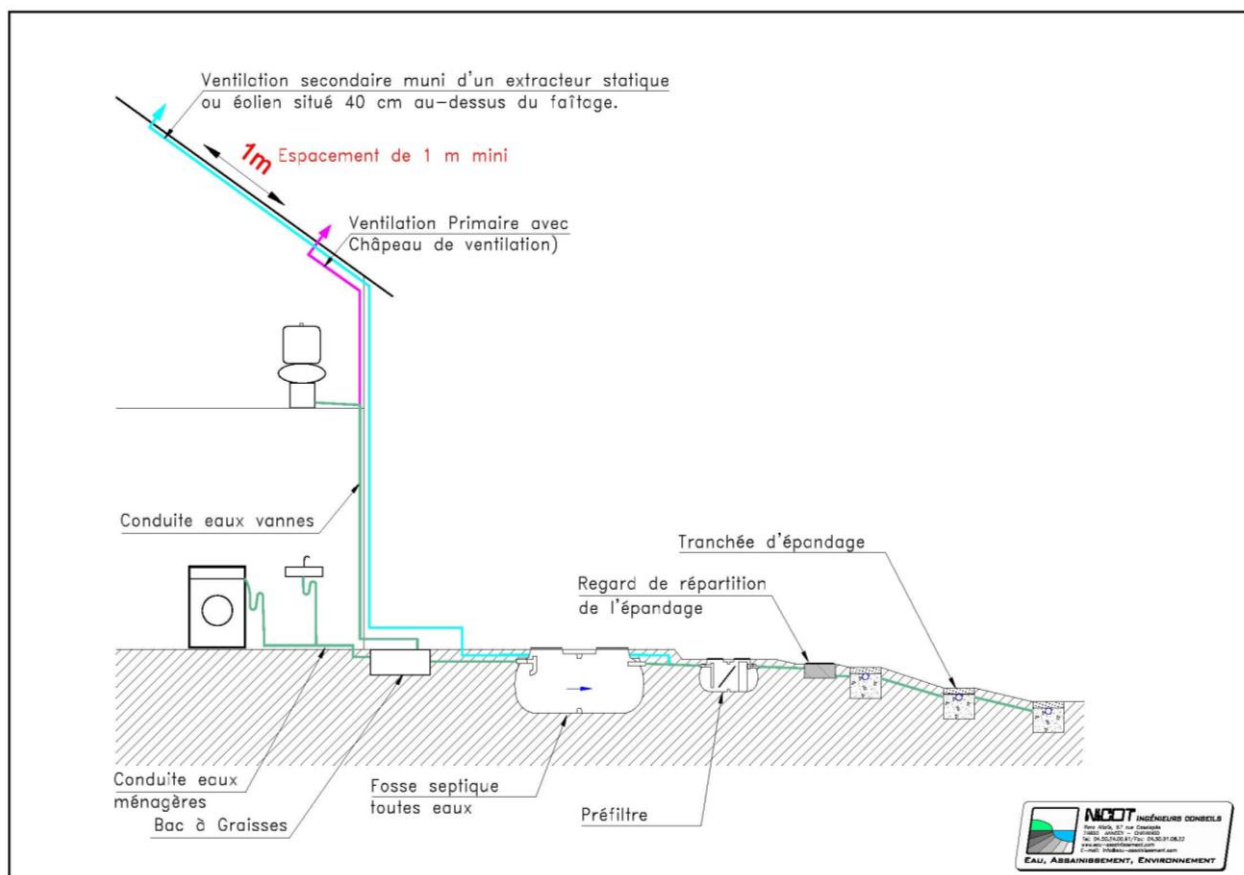 Ventilation secondaire muni d'un extracteur statique
ou éolien situé 40 cm au-dessus du faîtage.
1m
Espacement de 1 m mini
Ventilation Primaire avec
Châpeau de ventilation)
Conduite eaux vannes
Tranchée d'épandage
Regard de répartition
de l'épandage
Conduite eaux
ménagères
Bac à Graisses
Fosse septique
toutes eaux
Préfiltre
NICOT INGÉNIEURS CONSEILS
EAU, ASSAINISSEMENT, ENVIRONNEMENT